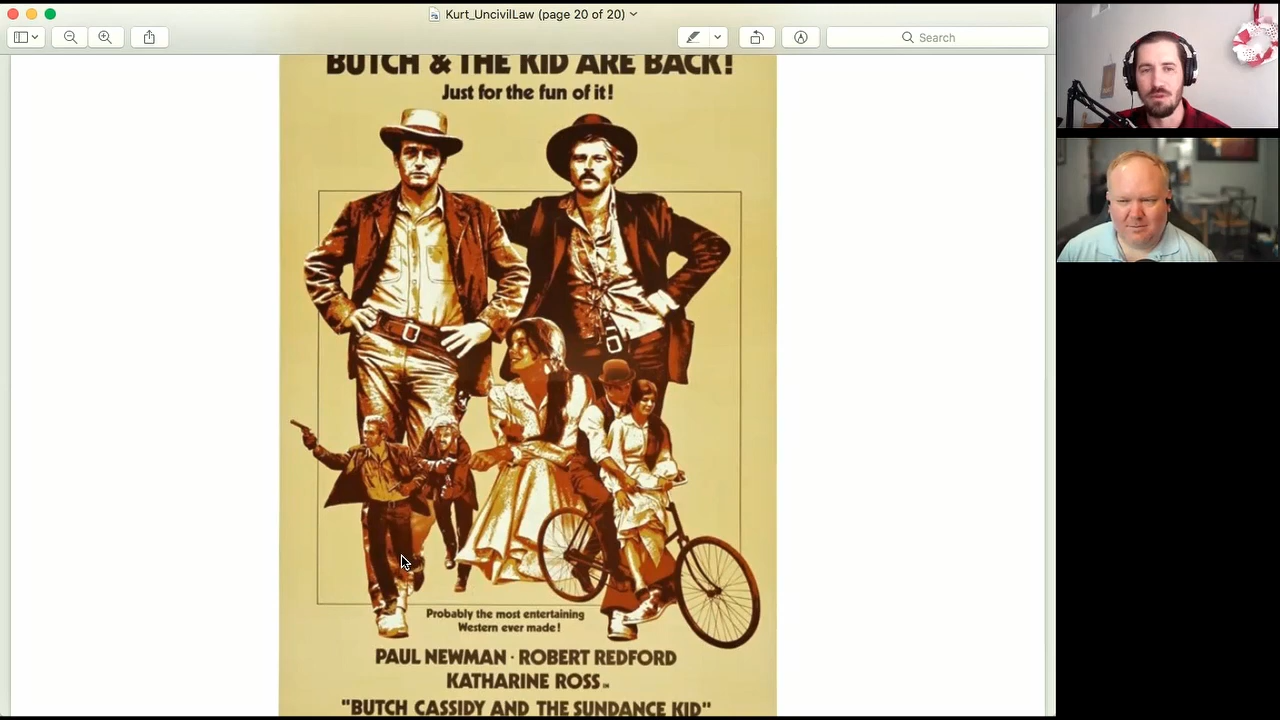 Kurt_UncivilLaw (page 20 of 20)
Search
BUTCH & THE KID ARE BACK!
Just for the fun of it!
Probably the most entertaining
Western ever made!
PAUL NEWMAN · ROBERT REDFORD
KATHARINE ROSS IN
"BUTCH CASSIDY AND THE SUNDANCE KID"